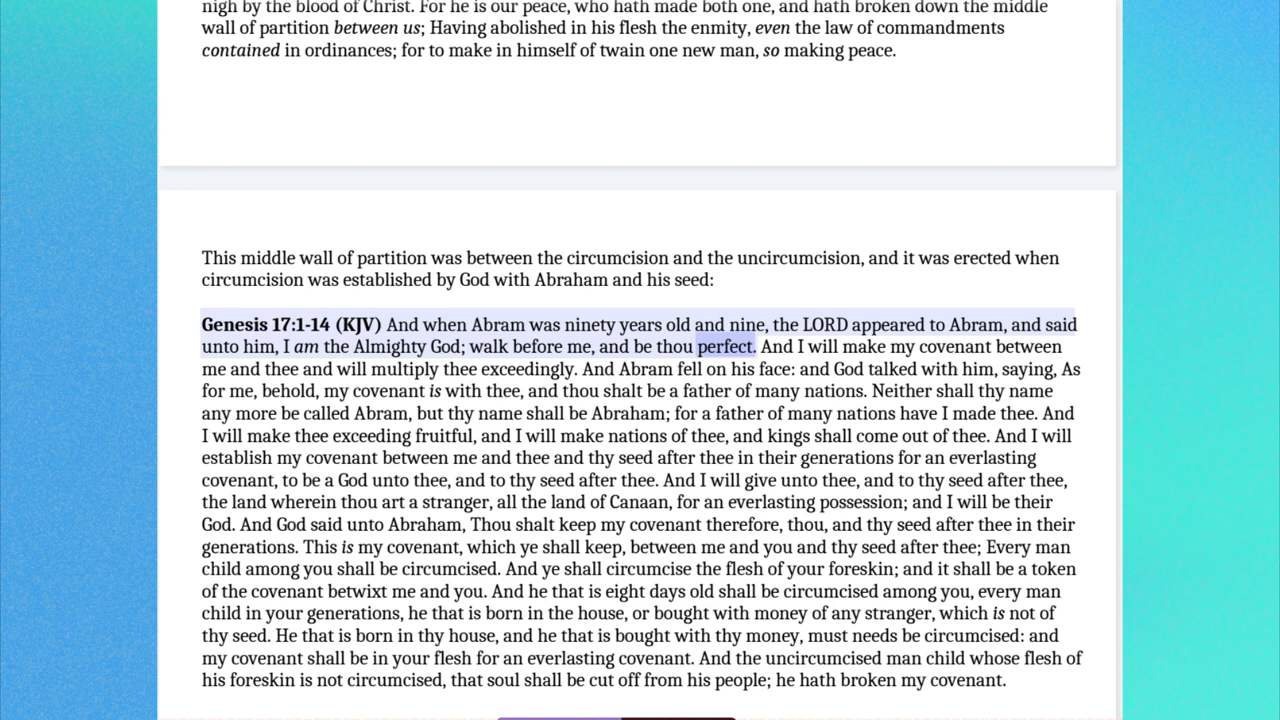 nigh by the blood of Christ. For he is our peace, who hath made both one, and hath broken down the middle
wall of partition between us; Having abolished in his flesh the enmity, even the law of commandments
contained in ordinances; for to make in himself of twain one new man, so making peace.
This middle wall of partition was between the circumcision and the uncircumcision, and it was erected when
circumcision was established by God with Abraham and his seed:
Genesis 17:1-14 (KJV) And when Abram was ninety years old and nine, the LORD appeared to Abram, and said
unto him, I am the Almighty God; walk before me, and be thou perfect. And I will make my covenant between
me and thee and will multiply thee exceedingly. And Abram fell on his face: and God talked with him, saying, As
for me, behold, my covenant is with thee, and thou shalt be a father of many nations. Neither shall thy name
any more be called Abram, but thy name shall be Abraham; for a father of many nations have I made thee. And
I will make thee exceeding fruitful, and I will make nations of thee, and kings shall come out of thee. And I will
establish my covenant between me and thee and thy seed after thee in their generations for an everlasting
covenant, to be a God unto thee, and to thy seed after thee. And I will give unto thee, and to thy seed after thee,
the land wherein thou art a stranger, all the land of Canaan, for an everlasting possession; and I will be their
God. And God said unto Abraham, Thou shalt keep my covenant therefore, thou, and thy seed after thee in their
generations. This is my covenant, which ye shall keep, between me and you and thy seed after thee; Every man
child among you shall be circumcised. And ye shall circumcise the flesh of your foreskin; and it shall be a token
of the covenant betwixt me and you. And he that is eight days old shall be circumcised among you, every man
child in your generations, he that is born in the house, or bought with money of any stranger, which is not of
thy seed. He that is born in thy house, and he that is bought with thy money, must needs be circumcised: and
my covenant shall be in your flesh for an everlasting covenant. And the uncircumcised man child whose flesh of
his foreskin is not circumcised, that soul shall be cut off from his people; he hath broken my covenant.